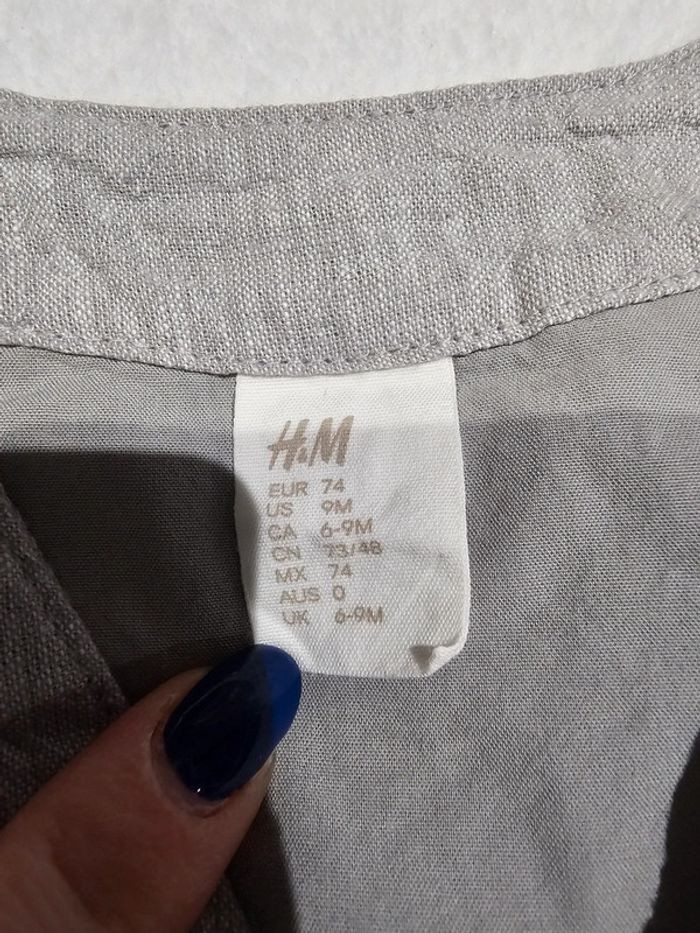 H&M
EUR 74
US 9M
CA 6-9M
CN 73/48
MX 74
AUS 0
UK 6-9M